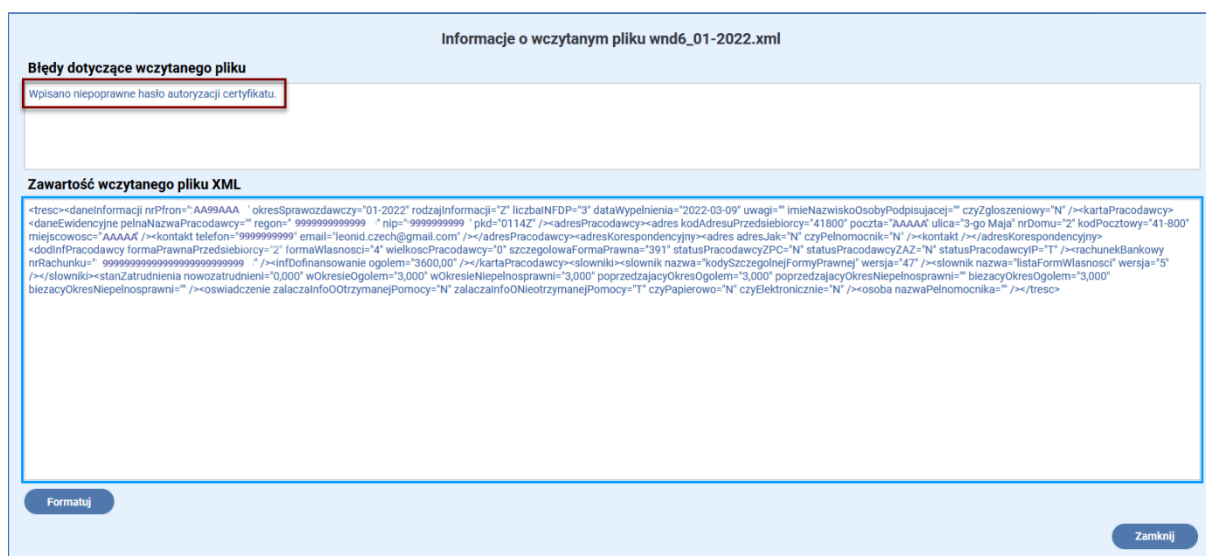 Informacje o wczytanym pliku wnd6_01-2022.xml
Błędy dotyczące wczytanego pliku
Wpisano niepoprawne hasło autoryzacji certyfikatu.
Zawartość wczytanego pliku XML
<tresc><daneInformacji nrPfron=": AA99AAA ' okresSprawozdawczy="01-2022" rodzajInformacji="Z" liczbaINFDP="3" dataWypelnienia="2022-03-09" uwagi="" imieNazwiskoOsobyPodpisujacej="" czyZgloszeniowy="N" /><kartaPracodawcy>
<daneEwidencyjne pelnaNazwaPracodawcy="" regon=" 9999999999999 " nip="9999999999 ' pkd="0114Z" /><adresPracodawcy><adres kodAdresuPrzedsiebiorcy="41800" poczta="AAAAA" ulica="3-go Maja" nrDomu="2" kodPocztowy="41-800"
miejscowosc="AAAAA' /><kontakt telefon="9999999999" email="leonid.czech@gmail.com" /></adresPracodawcy><adresKorespondencyjny><adres adresJak="N" czyPelnomocnik="N" /><kontakt /></adresKorespondencyjny>
<dodInfPracodawcy formaPrawnaPrzedsiebiorcy="2" formaWlasnosci="4" wielkoscPracodawcy="0" szczegolowaFormaPrawna="391" statusPracodawcyZPC="N" statusPracodawcyZAZ="N" statusPracodawcyIP="T" /><rachunekBankowy
nrRachunku=" 99999999999999999999999999 " /><infDofinansowanie ogolem="3600,00" /></kartaPracodawcy><slowniki><slownik nazwa="kodySzczegolnejFormyPrawnej" wersja="47" /><slownik nazwa="listaFormWlasnosci" wersja="5"
/></slowniki><stanZatrudnienia nowozatrudnieni="0,000" wOkresieOgolem="3,000" wOkresieNiepelnosprawni="3,000" poprzedzajacyOkresOgolem="3,000" poprzedzajacyOkresNiepelnosprawni="" biezacyOkresOgolem="3,000"
biezacyOkresNiepelnosprawni="" /><oswiadczenie zalaczaInfoOOtrzymanejPomocy="N" zalaczaInfoONieotrzymanejPomocy="T" czyPapierowo="N" czyElektronicznie="N" /><osoba nazwaPelnomocnika="" /></tresc>
Formatuj
Zamknij